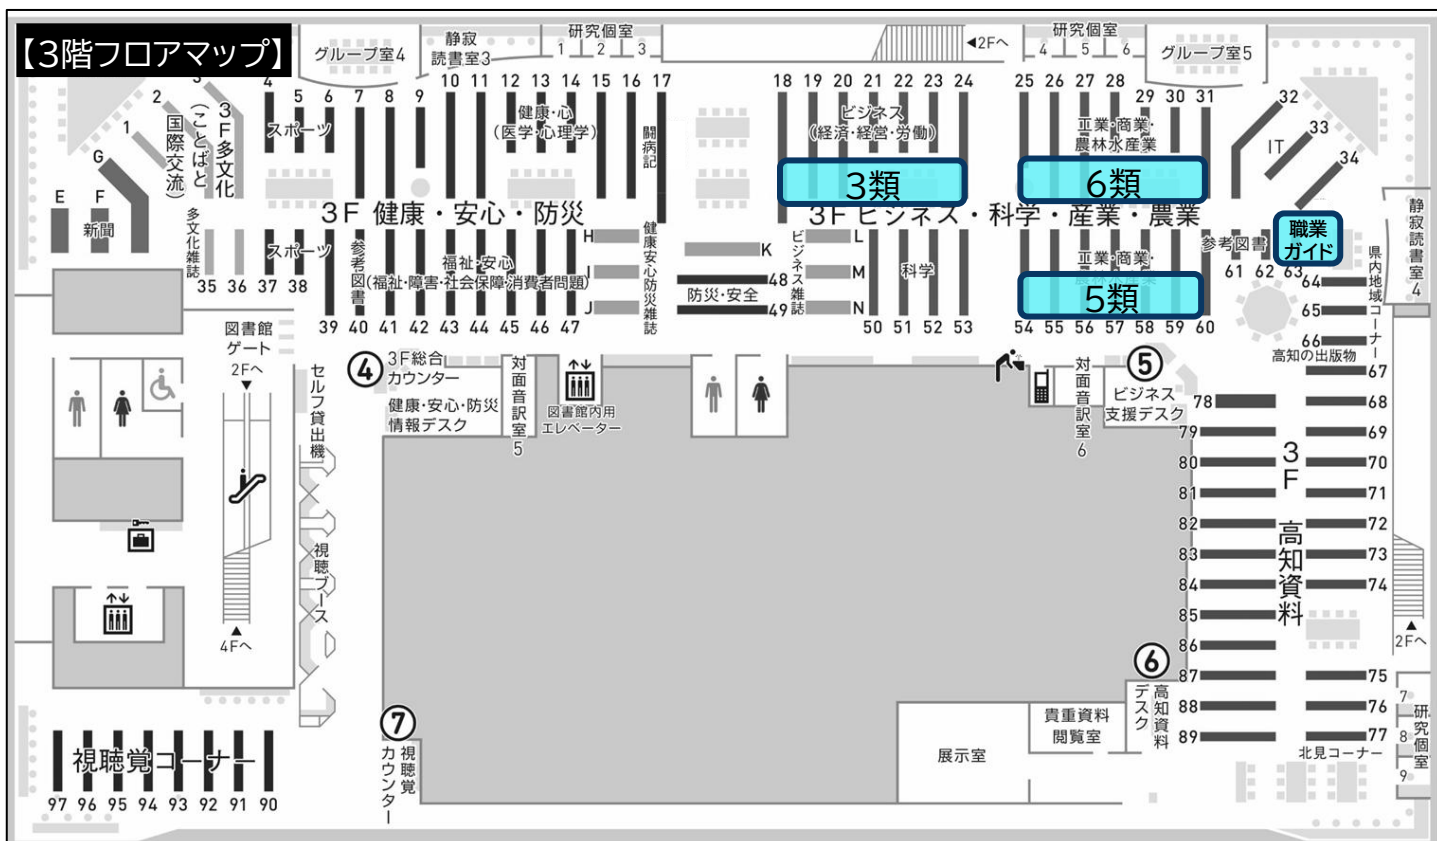 【3階フロアマップ】
グループ室4
静寂
読書室3
研究個室
1 2 3
◀2Fへ
研究個室
4 5 6
グループ室5
1
2
3
4
5
6
7
8
9
10
11
12
13
14
15
16
17
18
19
20
21
22
23
24
25
26
27
28
29
30
31
32
33
34
3F多文化
(ことばと
国際交流)
スポーツ
健康・心
(医学・心理学)
闘病記
ビジネス
(経済・経営・労働)
工業・商業・
農林水産業
IT
G
E
F
新聞
3類
6類
3F 健康・安心・防災
3F ビジネス・科学・産業・農業
職業
ガイド
静寂読書室4
多文化雑誌
スポーツ
参考図書
福祉・安心
(福祉・障害・社会保障・消費者問題)
H
I
J
健康安心防災雑誌
K
48
防災・安全
49
ビジネス雑誌
L
M
N
科学
工業・商業・
5類
参考図書
61
62
63
県内地域コーナー
64
65
66
高知の出版物
35
36
37
38
39
40
41
42
43
44
45
46
47
50
51
52
53
54
55
56
57
58
59
60
図書館
ゲート
2Fへ
▼
セルフ貸出機
④
3F総合
カウンター
健康・安心・防災
情報デスク
対面音訳室5
図書館内用
エレベーター
対面音訳室6
⑤
ビジネス
支援デスク
67
68
69
70
71
72
73
74
75
76
77
78
79
80
81
82
83
84
85
86
87
88
89
3F 高知資料
視聴ブース
▲
4Fへ
▲
2Fへ
⑥
高知資料
デスク
貴重資料
閲覧室
展示室
北見コーナー
研究個室
7
8
9
⑦
視聴覚
カウンター
視聴覚コーナー
97 96 95 94 93 92 91 90